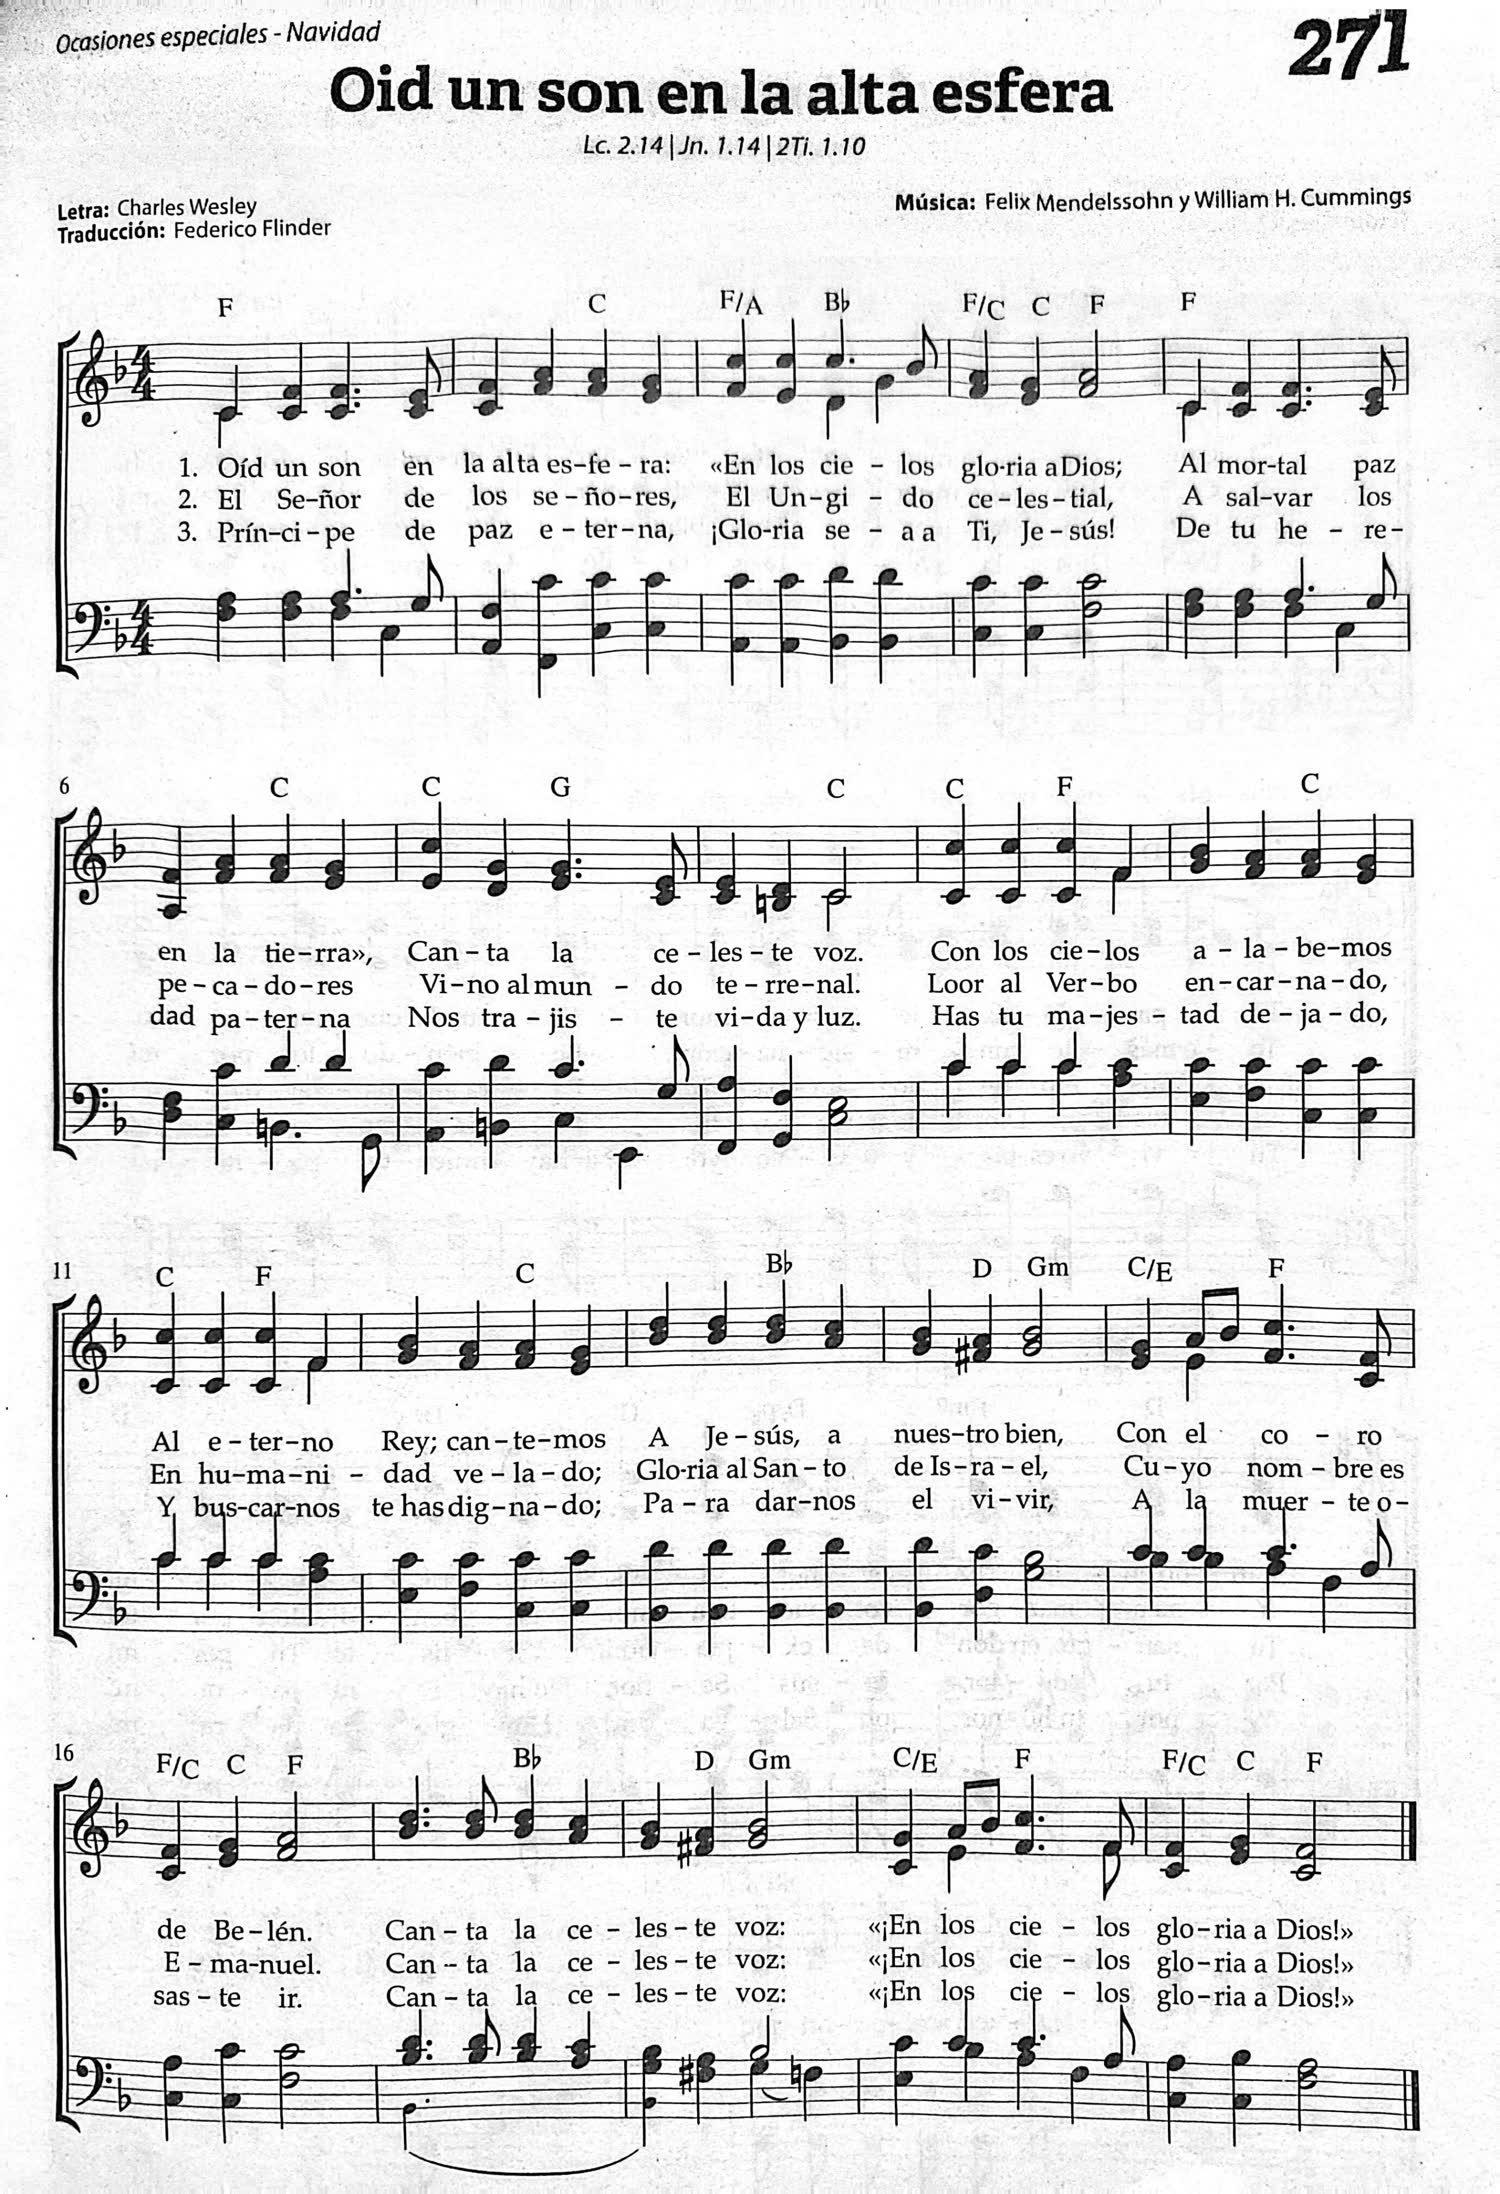 Ocasiones especiales - Navidad
271
Oid un son en la alta esfera
Lc. 2.14 | Jn. 1.14 | 2Ti. 1.10
Letra: Charles Wesley
Traducción: Federico Flinder
Música: Felix Mendelssohn y William H. Cummings
F C F/A B♭ F/C C F F
4/4
1. Oíd un son en la alta es-fe-ra: «En los cie-los glo-ria a Dios; Al mor-tal paz
2. El Se-ñor de los se-ño-res, El Un-gi-do ce-les-tial, A sal-var los
3. Prín-ci-pe de paz e-ter-na, ¡Glo-ria se-a a Ti, Je-sús! De tu he-re-
4/4
6 C C G C C F C
en la tie-rra», Can-ta la ce-les-te voz. Con los cie-los a-la-be-mos
pe-ca-do-res Vi-no al mun-do te-rre-nal. Loor al Ver-bo en-car-na-do,
dad pa-ter-na Nos tra-jis-te vi-da y luz. Has tu ma-jes-tad de-ja-do,
11 C F C B♭ D Gm C/E F
Al e-ter-no Rey; can-te-mos A Je-sús, a nues-tro bien, Con el co-ro
En hu-ma-ni-dad ve-la-do; Glo-ria al San-to de Is-ra-el, Cu-yo nom-bre es
Y bus-car-nos te has dig-na-do; Pa-ra dar-nos el vi-vir, A la muer-te o-
16 F/C C F B♭ D Gm C/E F F/C C F
de Be-lén. Can-ta la ce-les-te voz: «¡En los cie-los glo-ria a Dios!»
E-ma-nuel. Can-ta la ce-les-te voz: «¡En los cie-los glo-ria a Dios!»
sas-te ir. Can-ta la ce-les-te voz: «¡En los cie-los glo-ria a Dios!»